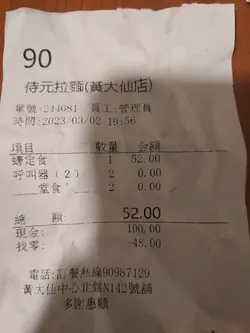 90
侍元拉麵(黃大仙店)
單號:244081 員工:管理員
時間:2023/03/02 19:56
項目 數量 金額
定食 1 52.00
呼叫器(2) 2 0.00
堂食 2 0.00
總 額: 52.00
現金: 100.00
找零: -48.00
電話:訂餐熱線90987129
黃大仙中心北館N142號舖
多謝惠顧